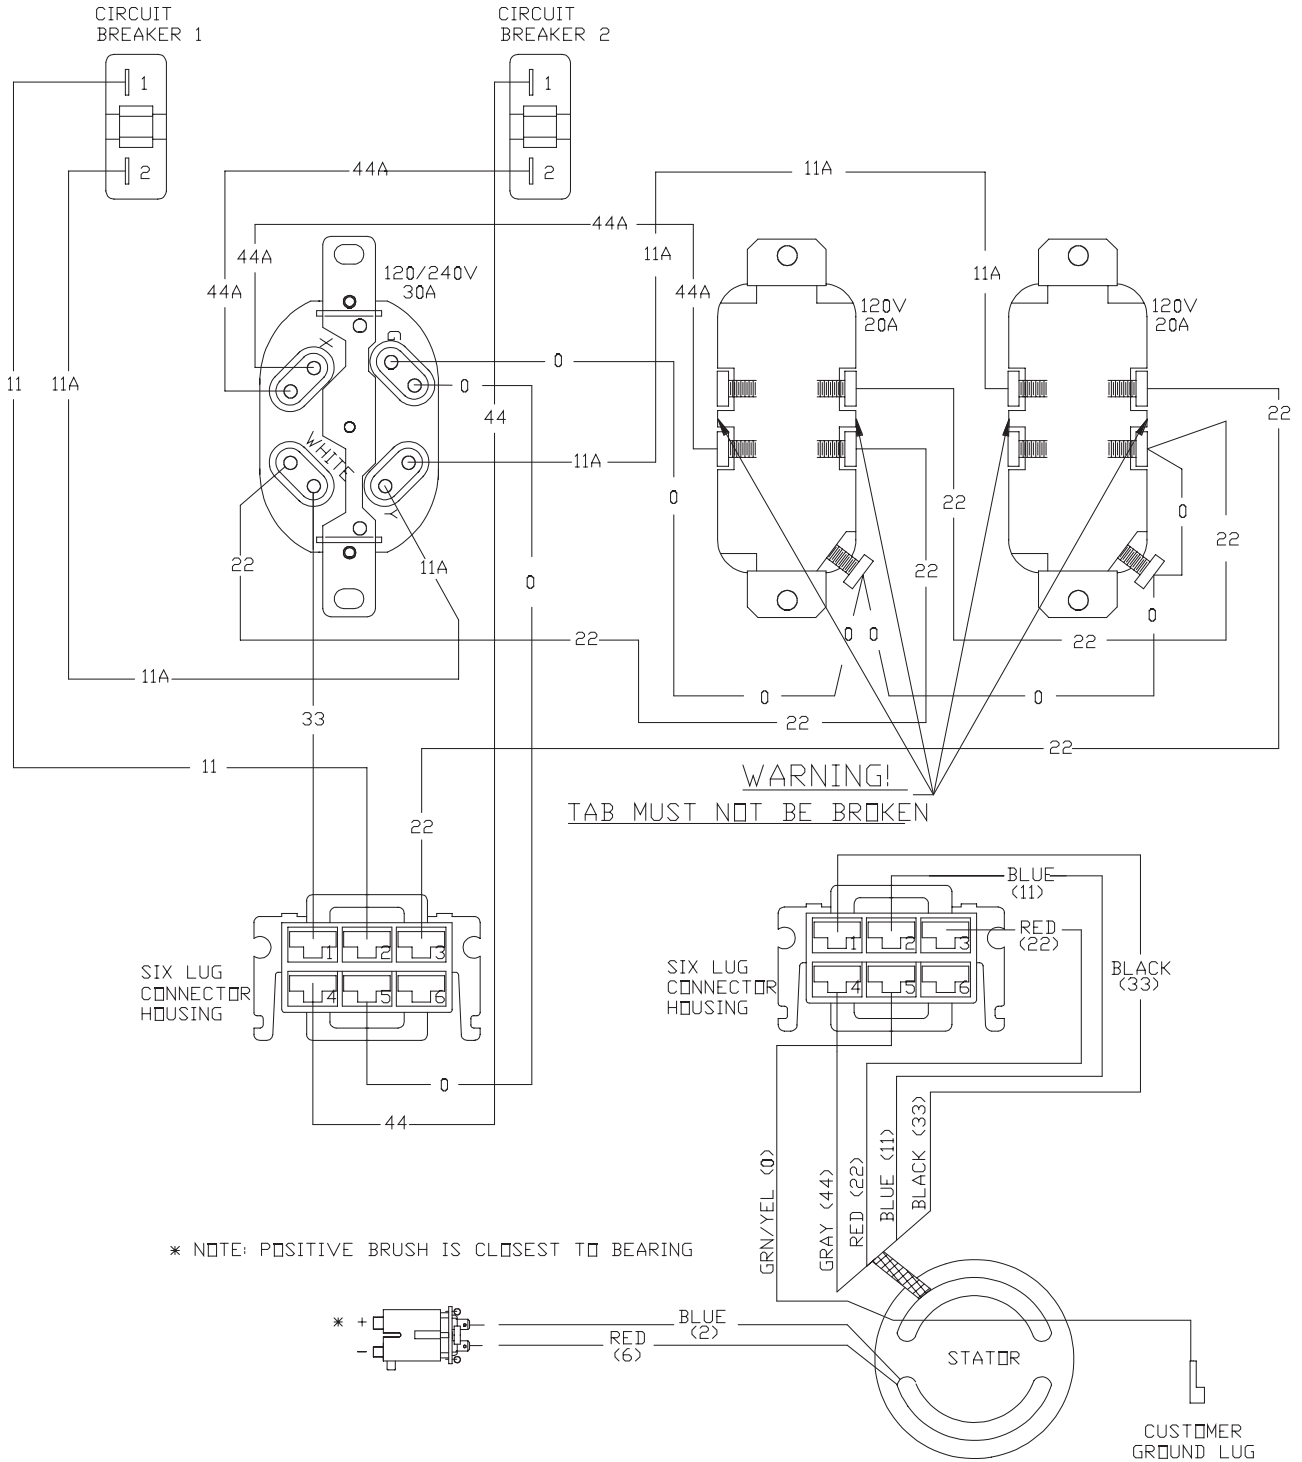 CIRCUIT
BREAKER 1
CIRCUIT
BREAKER 2
1
1
2
2
44A
11A
44A
44A
11A
11A
44A
44A
120/240V
30A
120V
20A
120V
20A
X
G
0
0
11
11A
44
22
WHITE
11A
0
22
0
Y
22
22
11A
0
22
0
0
0
22
22
11A
0
0
33
22
22
11
WARNING!
TAB MUST NOT BE BROKEN
22
BLUE
(11)
RED
(22)
1
2
3
1
2
3
BLACK
(33)
SIX LUG
CONNECTOR
HOUSING
4
5
6
SIX LUG
CONNECTOR
HOUSING
4
5
6
0
44
GRN/YEL (0)
GRAY (44)
RED (22)
BLUE (11)
BLACK (33)
* NOTE: POSITIVE BRUSH IS CLOSEST TO BEARING
* +
-
BLUE
(2)
RED
(6)
STATOR
CUSTOMER
GROUND LUG